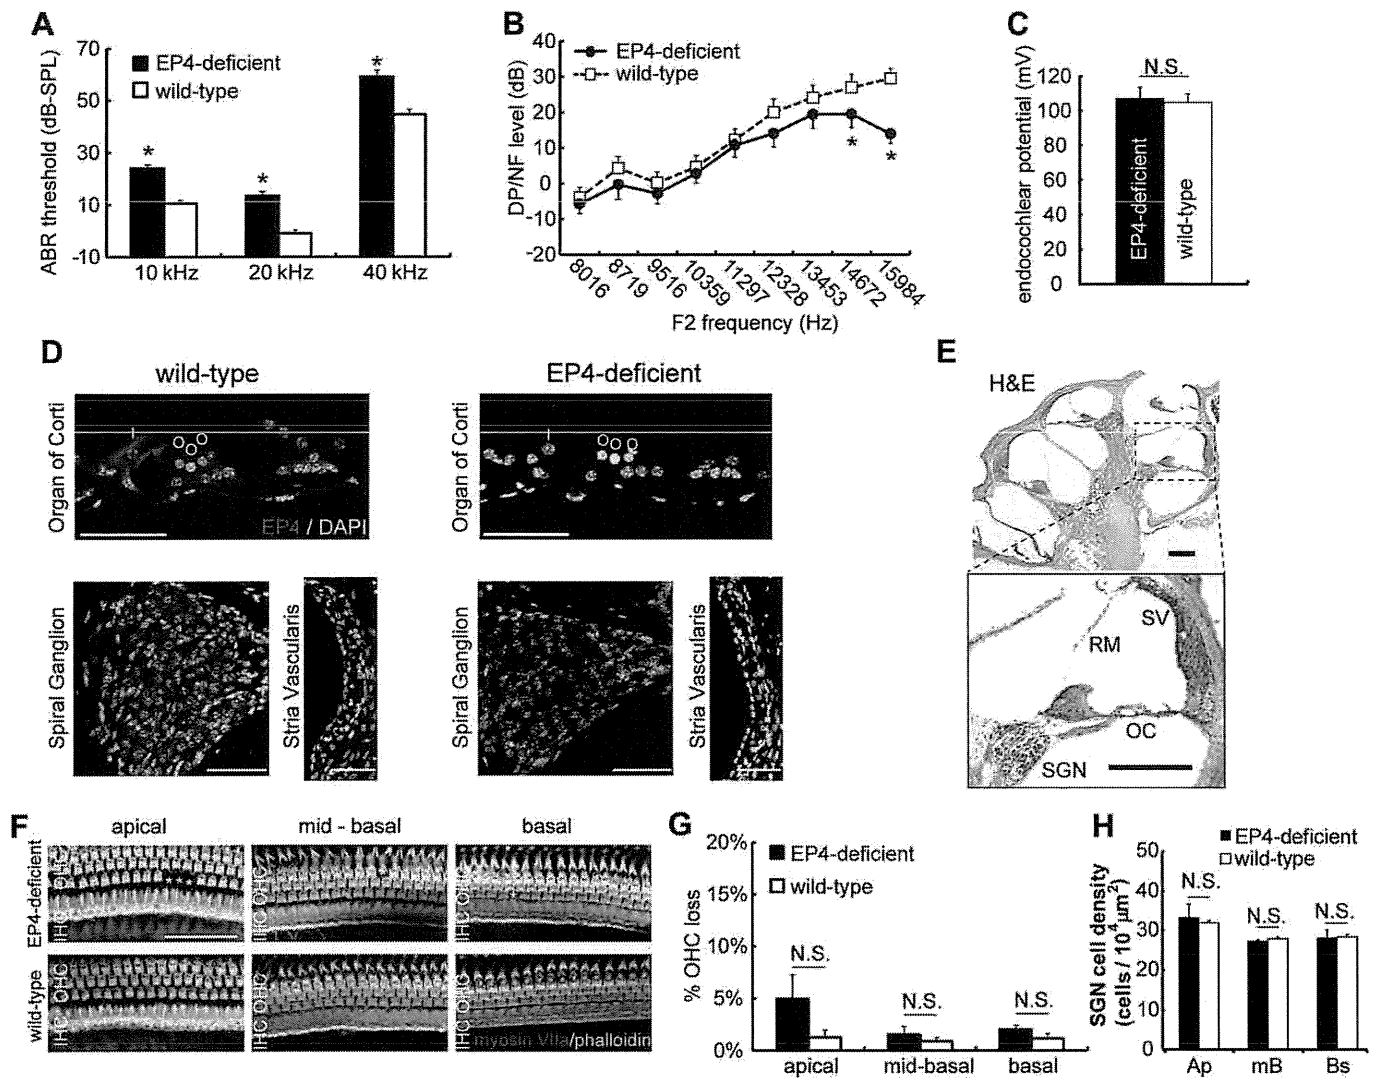 A
ABR threshold (dB-SPL)
70
50
30
10
-10
EP4-deficient
wild-type
*
*
*
10 kHz
20 kHz
40 kHz
B
DP/NF level (dB)
40
30
20
10
0
-10
-20
EP4-deficient
wild-type
*
*
8016
8719
9516
10359
11297
12328
13453
14672
15984
F2 frequency (Hz)
C
endocochlear potential (mV)
120
100
80
60
40
20
0
N.S.
EP4-deficient
wild-type
D
wild-type
EP4-deficient
Organ of Corti
EP4 / DAPI
Organ of Corti
Spiral Ganglion
Stria Vascularis
Spiral Ganglion
Stria Vascularis
E
H&E
SV
RM
OC
SGN
F
apical
mid - basal
basal
EP4-deficient
IHC OHC
IHC OHC
IHC OHC
wild-type
IHC OHC
IHC OHC
IHC OHC
myosin VIIa/phalloidin
G
% OHC loss
20%
15%
10%
5%
0%
EP4-deficient
wild-type
N.S.
N.S.
N.S.
apical
mid-basal
basal
H
SGN cell density
(cells / 10⁴ μm²)
50
40
30
20
10
0
EP4-deficient
wild-type
N.S.
N.S.
N.S.
Ap
mB
Bs